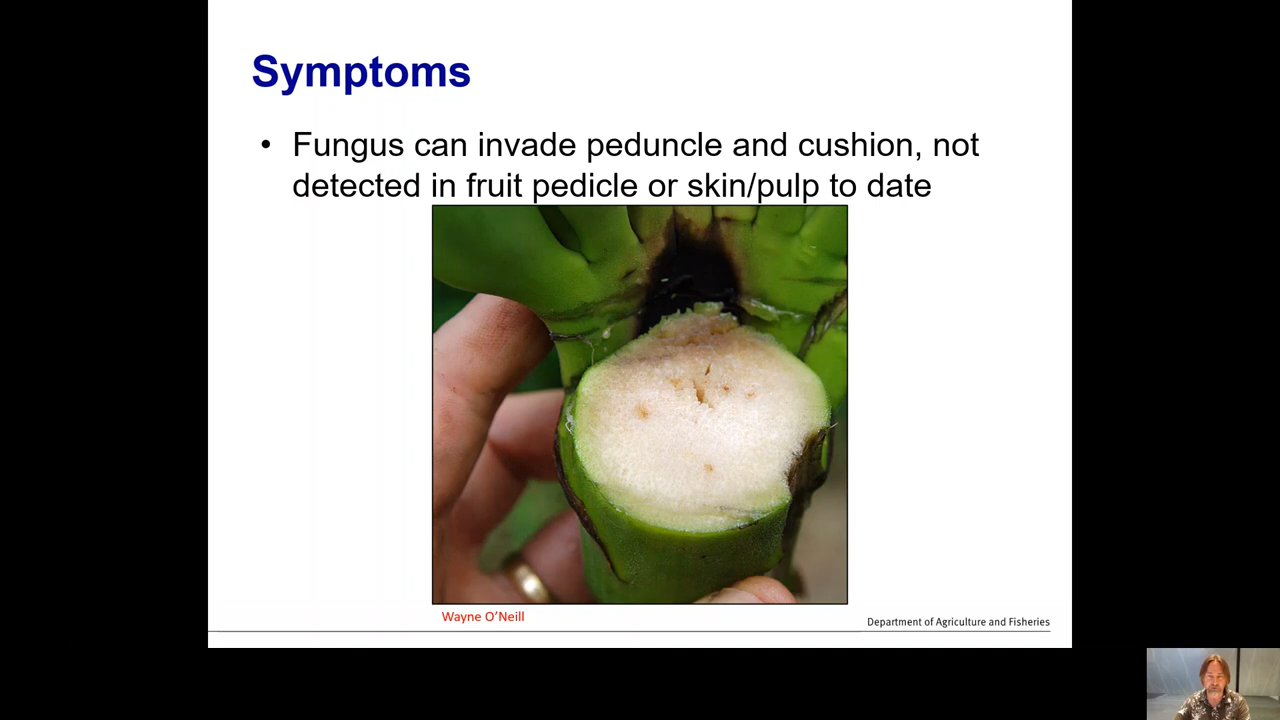 Symptoms
• Fungus can invade peduncle and cushion, not
detected in fruit pedicle or skin/pulp to date
Wayne O’Neill
Department of Agriculture and Fisheries